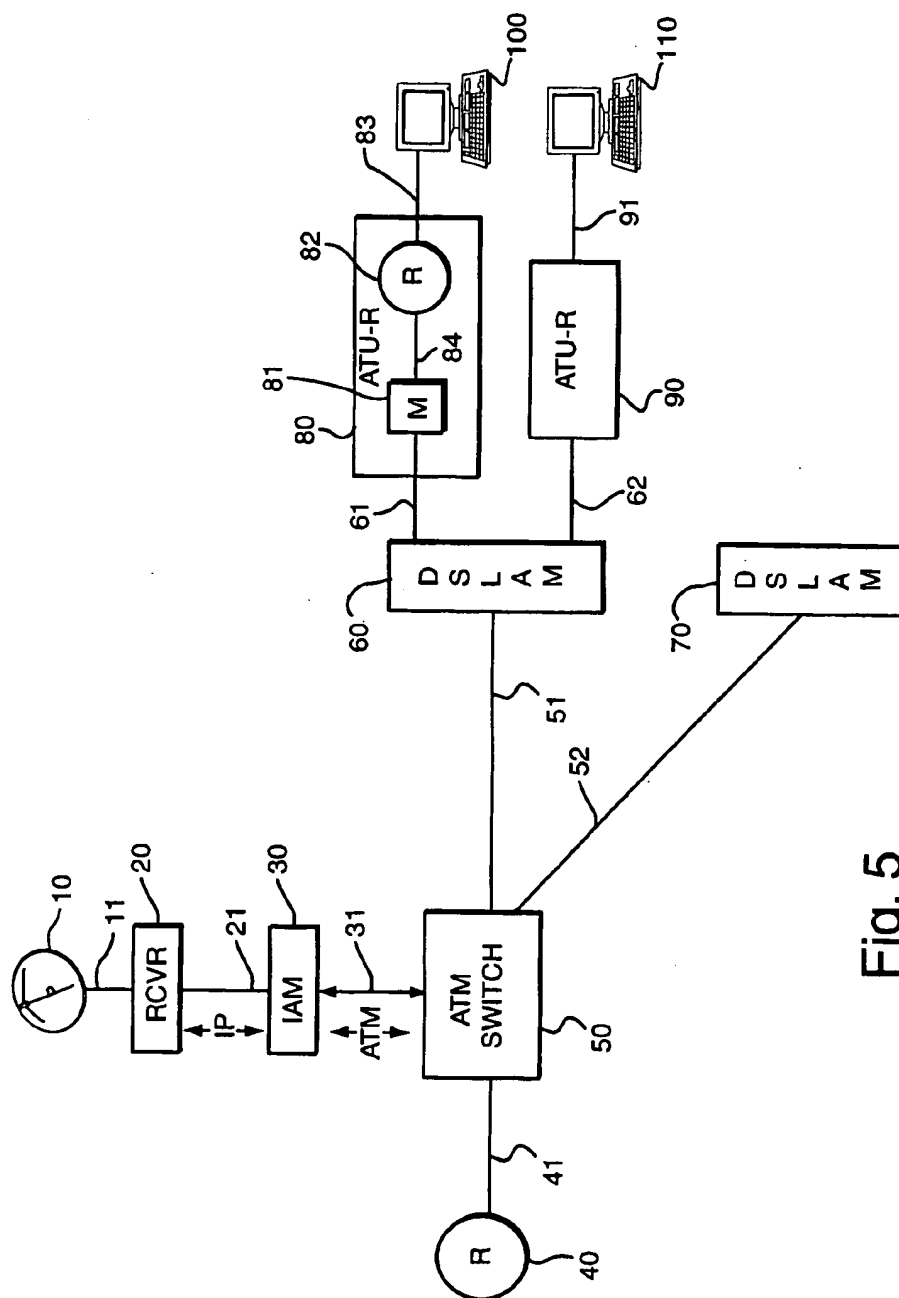 10
11
20
RCVR
21
IP
30
IAM
31
ATM
ATM
SWITCH
50
R
40
41
51
52
60
D
S
L
A
M
70
D
S
L
A
M
61
62
80
81
M
ATU-R
84
82
R
83
100
ATU-R
90
91
110
Fig. 5